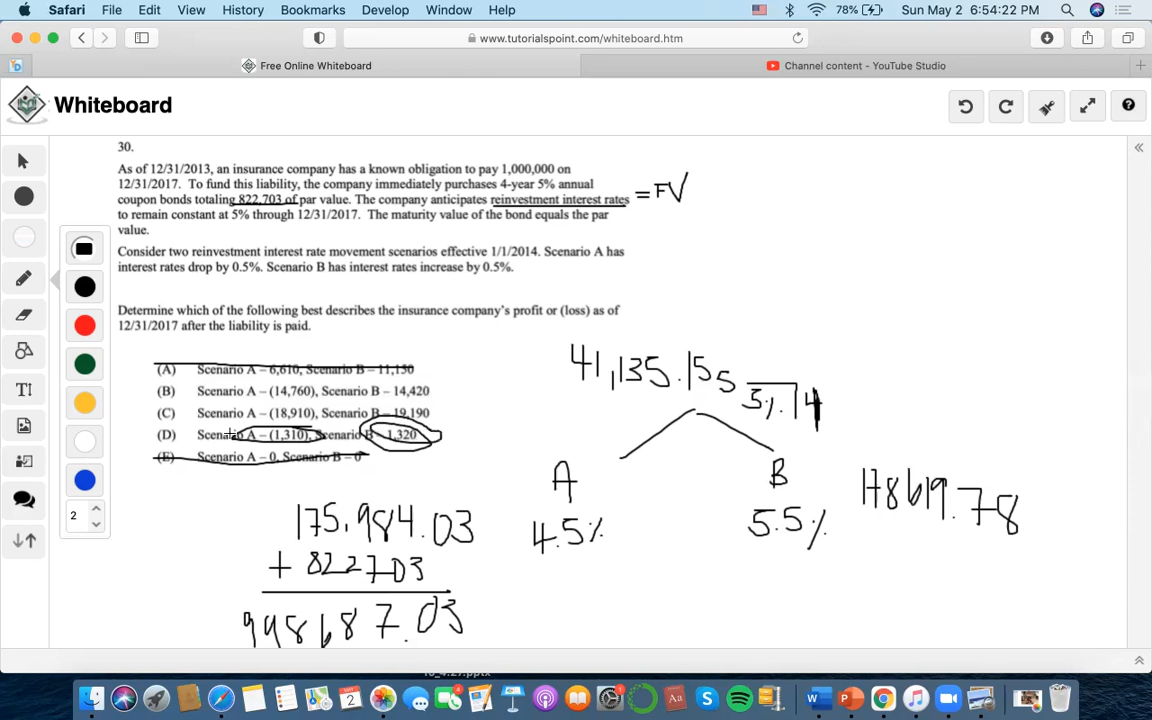 Safari File Edit View History Bookmarks Develop Window Help 78% Sun May 2 6:54:22 PM
www.tutorialspoint.com/whiteboard.htm
Free Online Whiteboard Channel content - YouTube Studio
Whiteboard
30.
As of 12/31/2013, an insurance company has a known obligation to pay 1,000,000 on
12/31/2017. To fund this liability, the company immediately purchases 4-year 5% annual
coupon bonds totaling 822,703 of par value. The company anticipates reinvestment interest rates = FV
to remain constant at 5% through 12/31/2017. The maturity value of the bond equals the par
value.
Consider two reinvestment interest rate movement scenarios effective 1/1/2014. Scenario A has
interest rates drop by 0.5%. Scenario B has interest rates increase by 0.5%.
Determine which of the following best describes the insurance company's profit or (loss) as of
12/31/2017 after the liability is paid.
(A) Scenario A – 6,610, Scenario B – 11,150
(B) Scenario A – (14,760), Scenario B – 14,420
(C) Scenario A – (18,910), Scenario B – 19,190
(D) Scenario A – (1,310), Scenario B – 1,320
(E) Scenario A – 0, Scenario B – 0
41,135.15
A B
4.5% 5.5%
175,984.03
+ 822703
998687.03
2
T